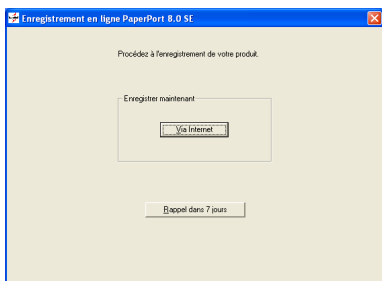 Enregistrement en ligne PaperPort 8.0 SE
Procédez à l'enregistrement de votre produit.
Enregistrer maintenant
Via Internet
Rappel dans 7 jours